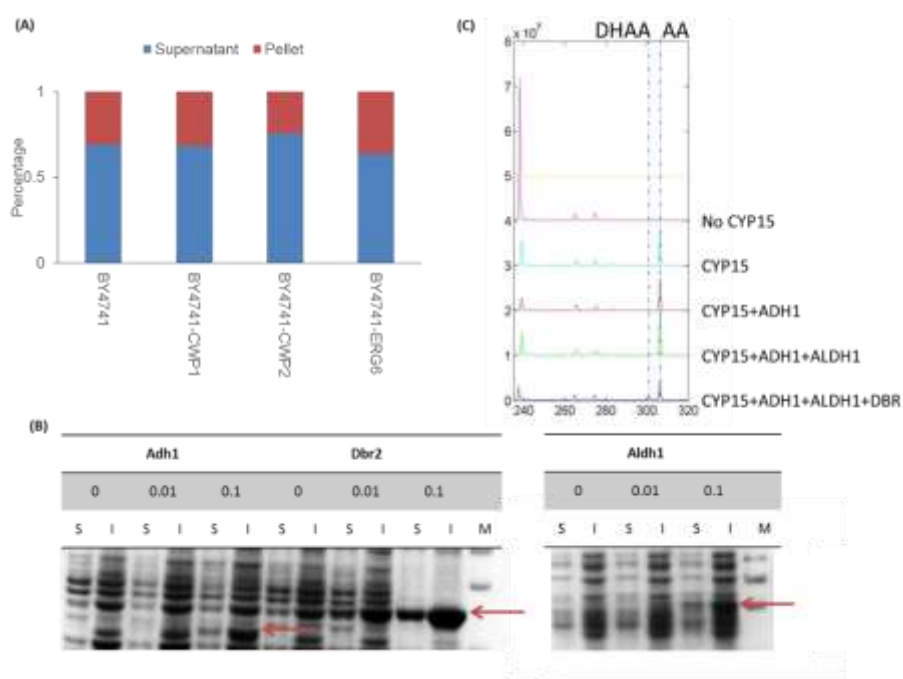 (A)
Supernatant Pellet
Percentage
1
0.5
0
BY4741
BY4741-CWP1
BY4741-CWP2
BY4741-ERG6
(C)
DHAA AA
8
7
6
5
4
3
2
1
0
No CYP15
CYP15
CYP15+ADH1
CYP15+ADH1+ALDH1
CYP15+ADH1+ALDH1+DBR
240 260 280 300 320
(B)
Adh1 Dbr2
0 0.01 0.1 0 0.01 0.1
S I S I S I S I S I S I M
Aldh1
0 0.01 0.1
S I S I S I M